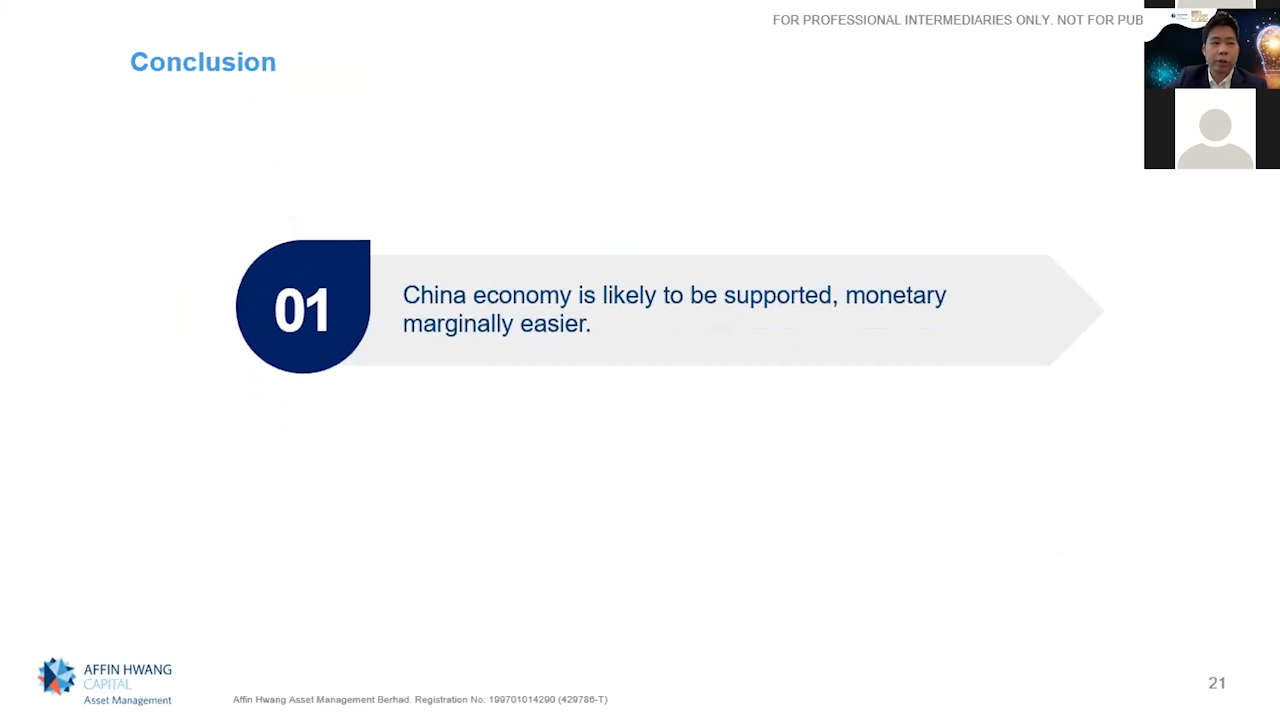 FOR PROFESSIONAL INTERMEDIARIES ONLY. NOT FOR PUB
Conclusion
01
China economy is likely to be supported, monetary
marginally easier.
AFFIN HWANG
CAPITAL
Asset Management
Affin Hwang Asset Management Berhad. Registration No: 199701014290 (429786-T)
21